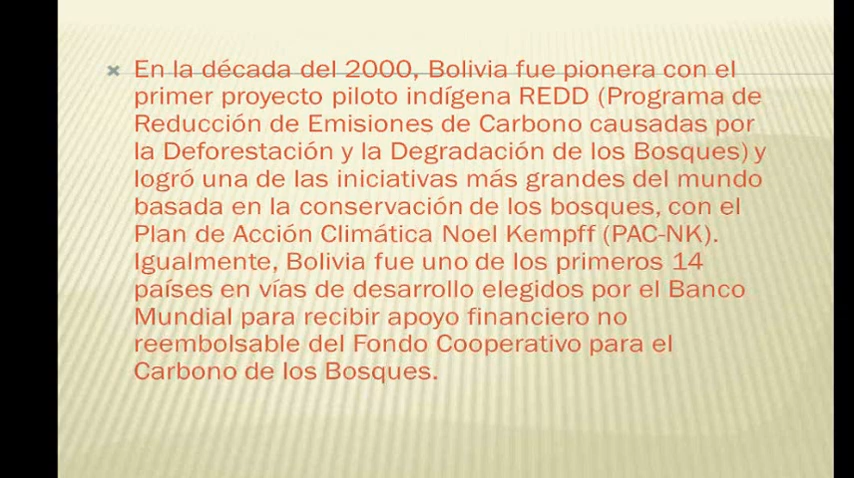 En la década del 2000, Bolivia fue pionera con el
primer proyecto piloto indígena REDD (Programa de
Reducción de Emisiones de Carbono causadas por
la Deforestación y la Degradación de los Bosques) y
logró una de las iniciativas más grandes del mundo
basada en la conservación de los bosques, con el
Plan de Acción Climática Noel Kempff (PAC-NK).
Igualmente, Bolivia fue uno de los primeros 14
países en vías de desarrollo elegidos por el Banco
Mundial para recibir apoyo financiero no
reembolsable del Fondo Cooperativo para el
Carbono de los Bosques.